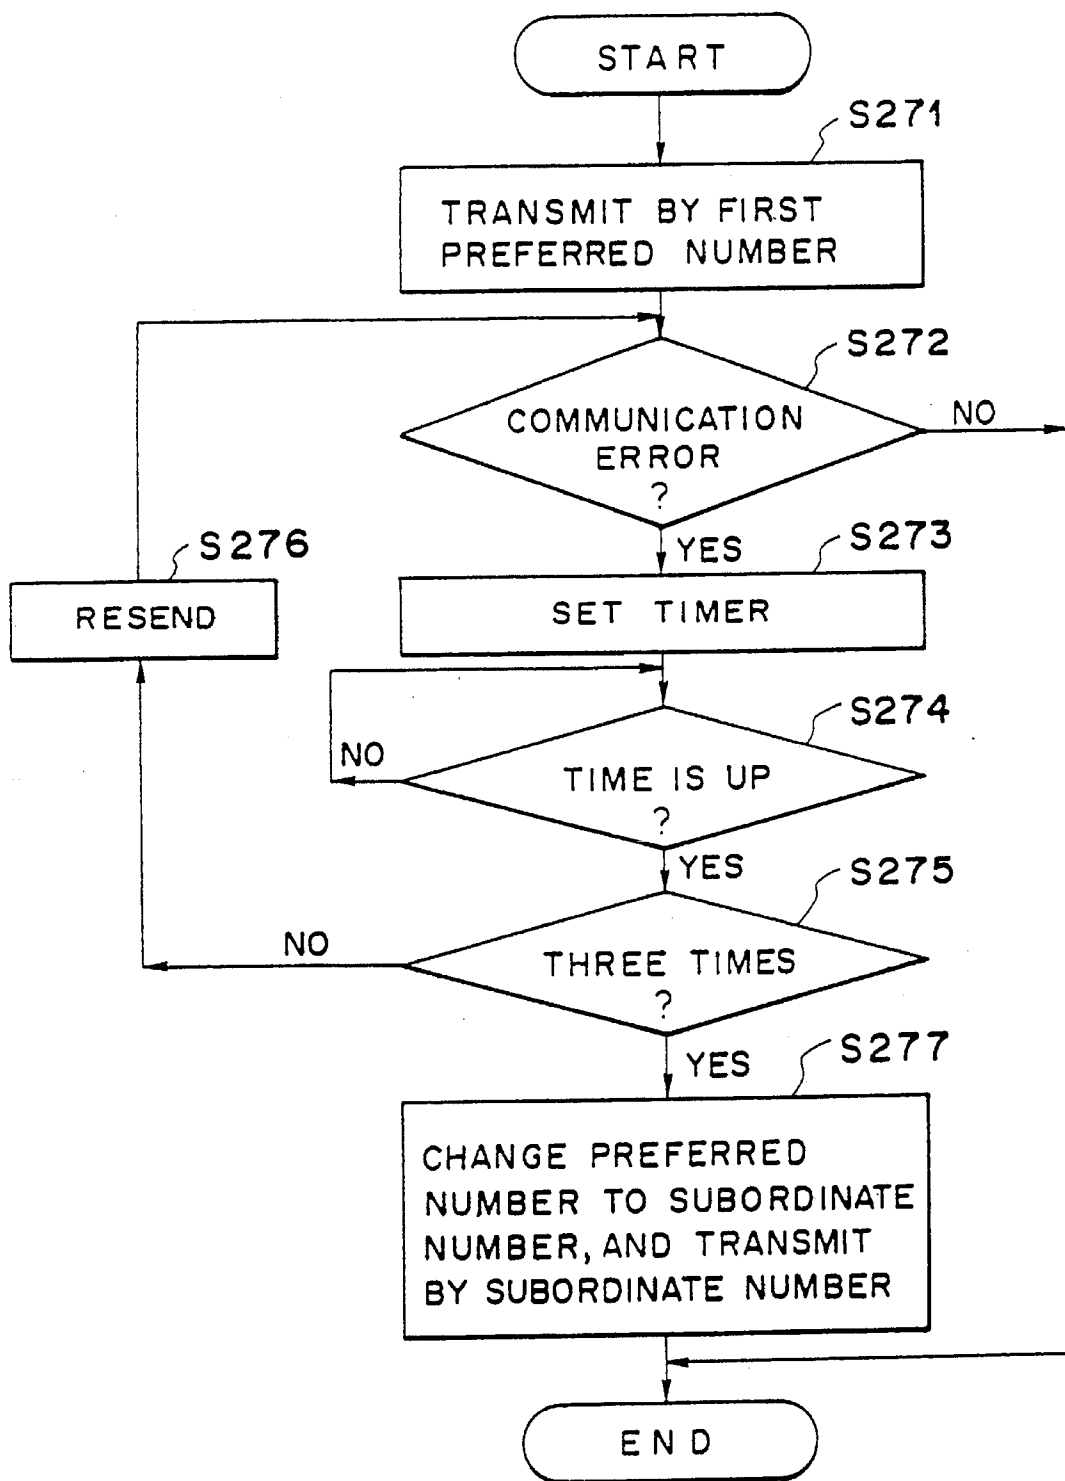 START
S271
TRANSMIT BY FIRST
PREFERRED NUMBER
S272
COMMUNICATION
ERROR
?
NO
YES
S273
S276
RESEND
SET TIMER
S274
NO
TIME IS UP
?
YES
S275
NO
THREE TIMES
?
YES
S277
CHANGE PREFERRED
NUMBER TO SUBORDINATE
NUMBER, AND TRANSMIT
BY SUBORDINATE NUMBER
END